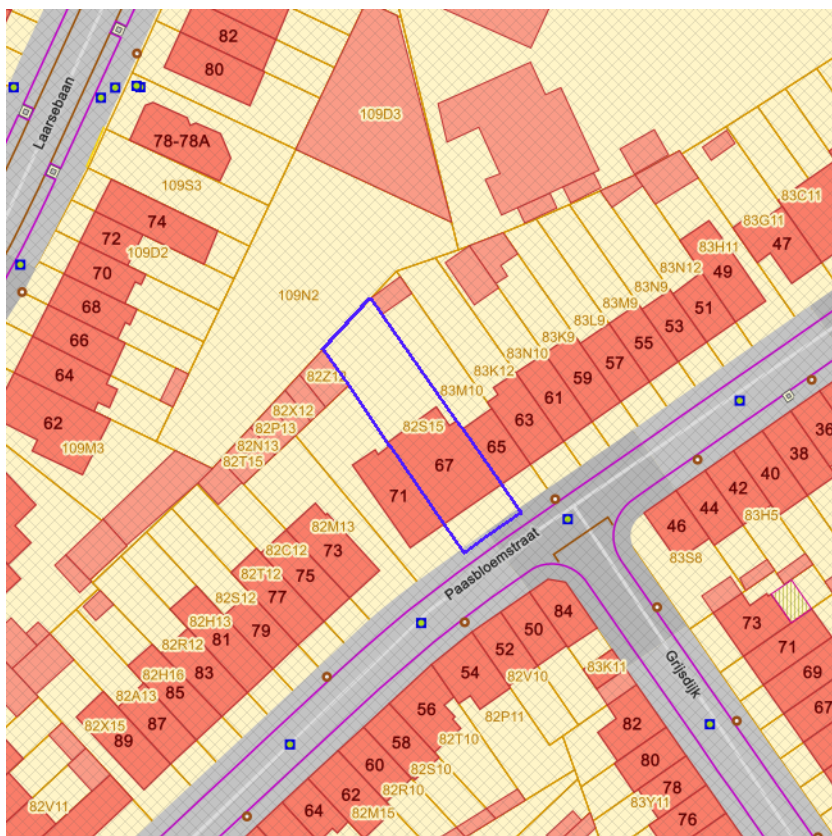 82
80
Laarsebaan
109D3
78-78A
109S3
83C11
74
83G11
72
47
109D2
83H11
70
83N12
49
68
109N2
83N9
51
83M9
66
83L9
53
83K9
55
64
83N10
57
82Z12
83K12
59
83M10
61
62
82X12
63
82S15
82P13
36
109M3
82N13
65
38
82T15
67
40
71
42
44
83H5
46
82M13
73
82C12
83S8
Paasbloemstraat
82T12
75
82S12
77
84
82H13
79
50
73
81
52
71
82R12
83K11
Grijsdijk
83
54
82V10
69
82H16
85
82A13
56
82P11
67
82X15
87
82
89
58
82T10
80
60
82S10
78
62
82R10
83Y11
82V11
64
82M15
76